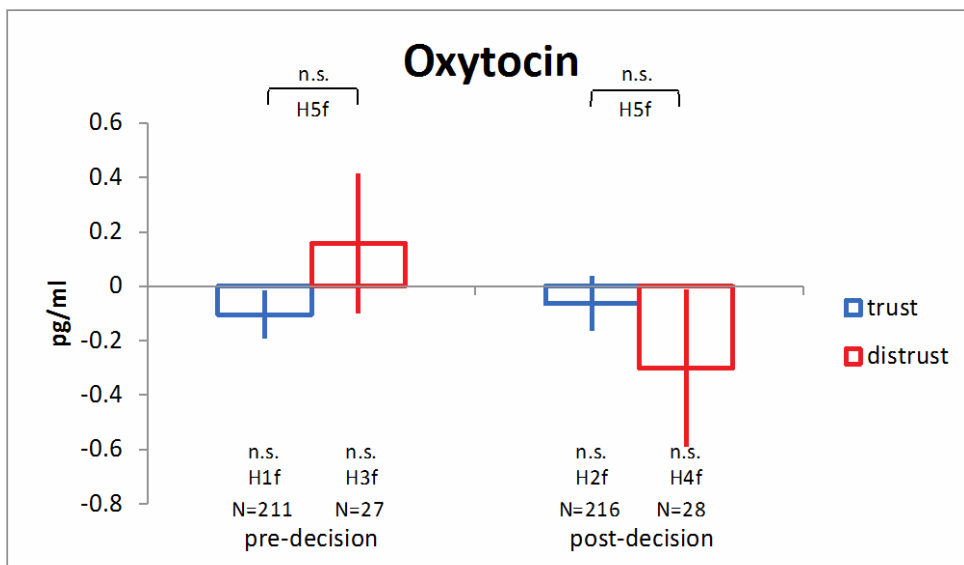 Oxytocin
n.s. n.s.
H5f H5f
0.6
0.4
0.2
0
-0.2
-0.4
-0.6
-0.8
pg/ml
trust
distrust
n.s. n.s. n.s. n.s.
H1f H3f H2f H4f
N=211 N=27 N=216 N=28
pre-decision post-decision